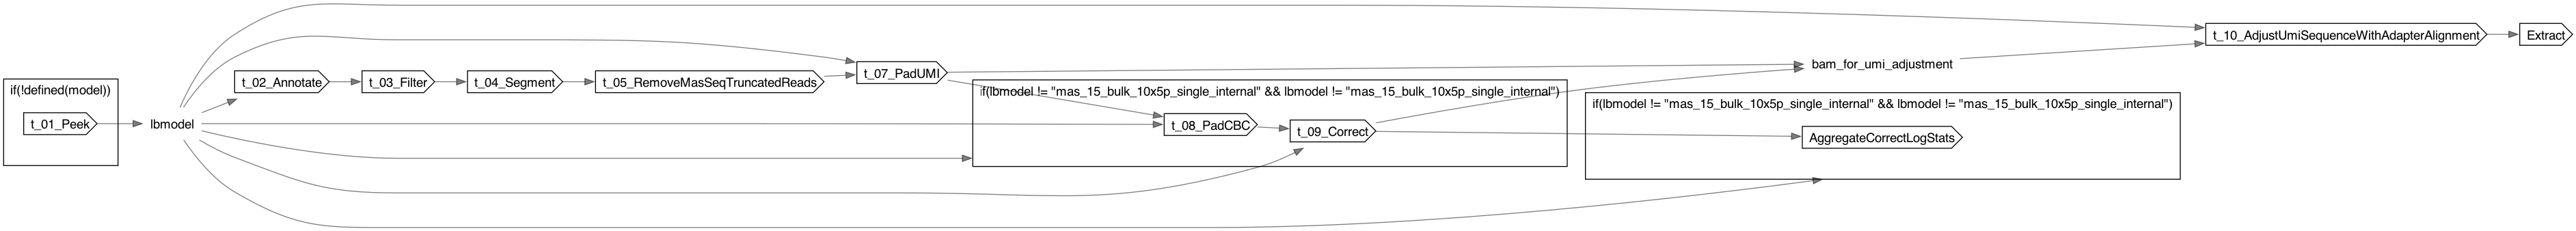 if(!defined(model))
t_01_Peek
lbmodel
t_02_Annotate
t_03_Filter
t_04_Segment
t_05_RemoveMasSeqTruncatedReads
t_07_PadUMI
if(lbmodel != "mas_15_bulk_10x5p_single_internal" && lbmodel != "mas_15_bulk_10x5p_single_internal")
t_08_PadCBC
t_09_Correct
bam_for_umi_adjustment
if(lbmodel != "mas_15_bulk_10x5p_single_internal" && lbmodel != "mas_15_bulk_10x5p_single_internal")
AggregateCorrectLogStats
t_10_AdjustUmiSequenceWithAdapterAlignment
Extract